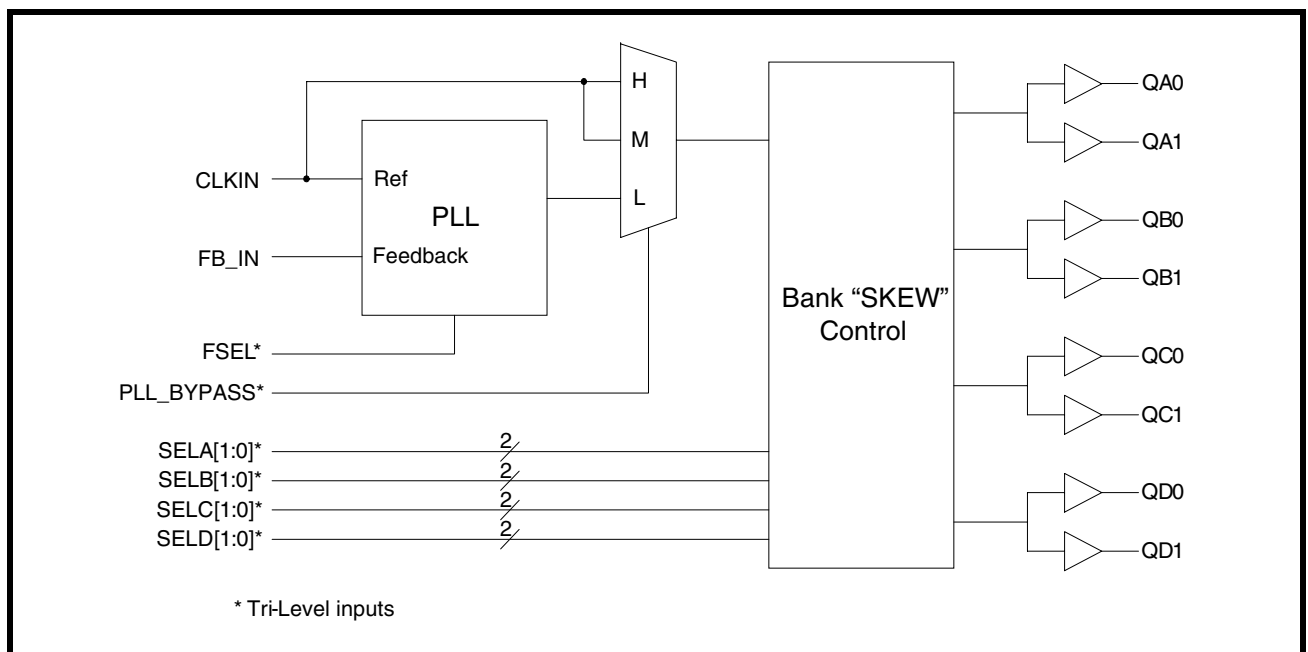 H
M
L
CLKIN
Ref
PLL
FB_IN
Feedback
FSEL*
PLL_BYPASS*
SELA[1:0]*
2
SELB[1:0]*
2
SELC[1:0]*
2
SELD[1:0]*
2
Bank “SKEW”
Control
QA0
QA1
QB0
QB1
QC0
QC1
QD0
QD1
* Tri-Level inputs